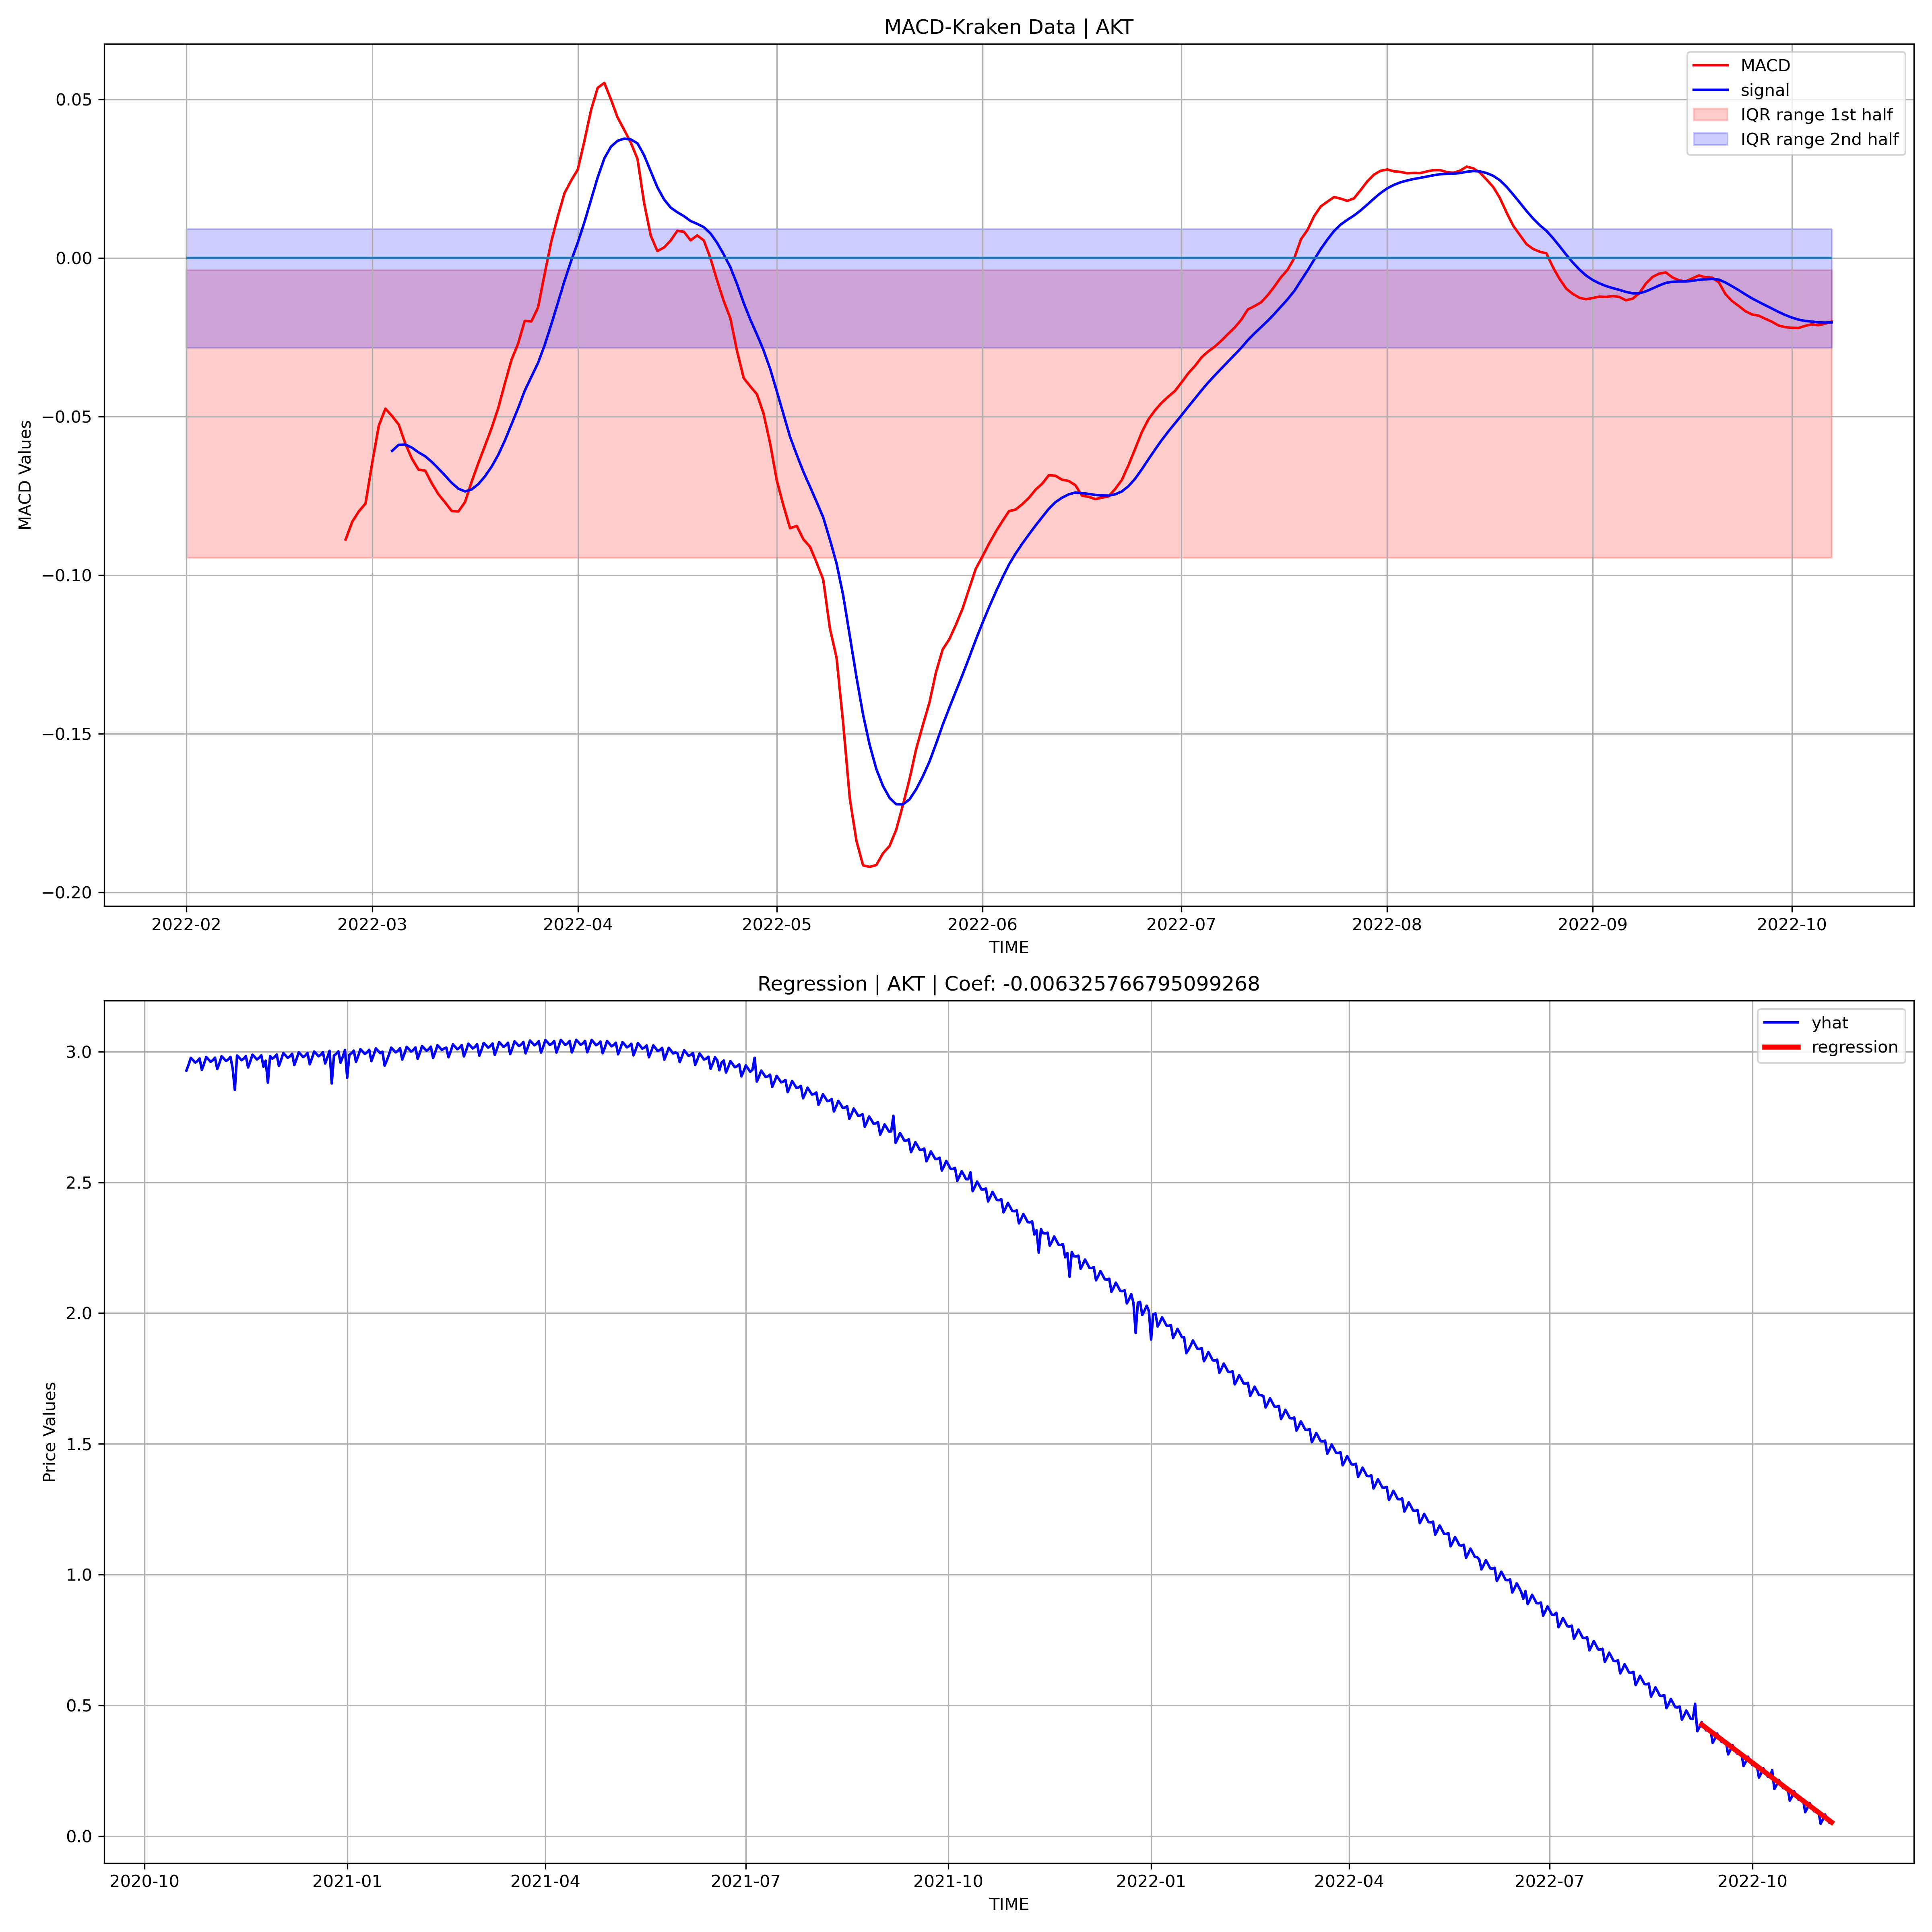 MACD-Kraken Data | AKT
MACD
signal
IQR range 1st half
IQR range 2nd half
MACD Values
0.05
0.00
−0.05
−0.10
−0.15
−0.20
2022-02 2022-03 2022-04 2022-05 2022-06 2022-07 2022-08 2022-09 2022-10
TIME
Regression | AKT | Coef: -0.006325766795099268
yhat
regression
Price Values
3.0
2.5
2.0
1.5
1.0
0.5
0.0
2020-10 2021-01 2021-04 2021-07 2021-10 2022-01 2022-04 2022-07 2022-10
TIME